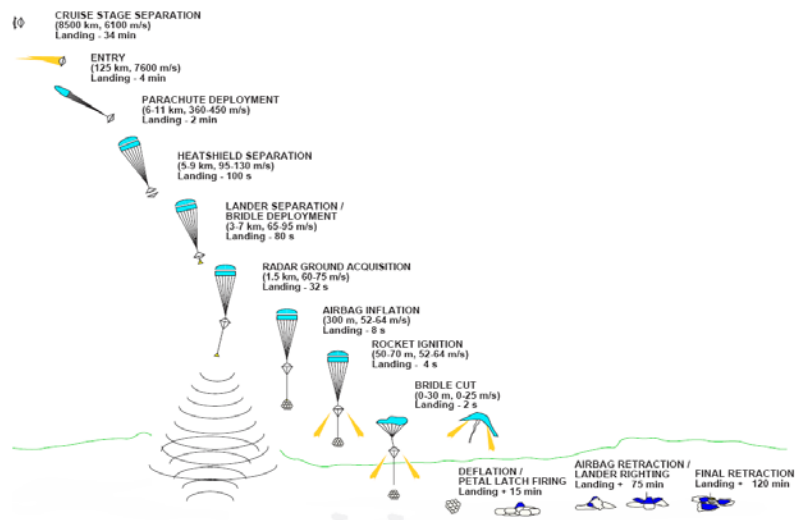 CRUISE STAGE SEPARATION
(8500 km, 6100 m/s)
Landing - 34 min
ENTRY
(125 km, 7600 m/s)
Landing - 4 min
PARACHUTE DEPLOYMENT
(6-11 km, 360-450 m/s)
Landing - 2 min
HEATSHIELD SEPARATION
(5-9 km, 95-130 m/s)
Landing - 100 s
LANDER SEPARATION /
BRIDLE DEPLOYMENT
(3-7 km, 65-95 m/s)
Landing - 80 s
RADAR GROUND ACQUISITION
(1.5 km, 60-75 m/s)
Landing - 32 s
AIRBAG INFLATION
(300 m, 52-64 m/s)
Landing - 8 s
ROCKET IGNITION
(50-70 m, 52-64 m/s)
Landing - 4 s
BRIDLE CUT
(0-30 m, 0-25 m/s)
Landing - 2 s
DEFLATION /
PETAL LATCH FIRING
Landing + 15 min
AIRBAG RETRACTION /
LANDER RIGHTING
Landing + 75 min
FINAL RETRACTION
Landing + 120 min